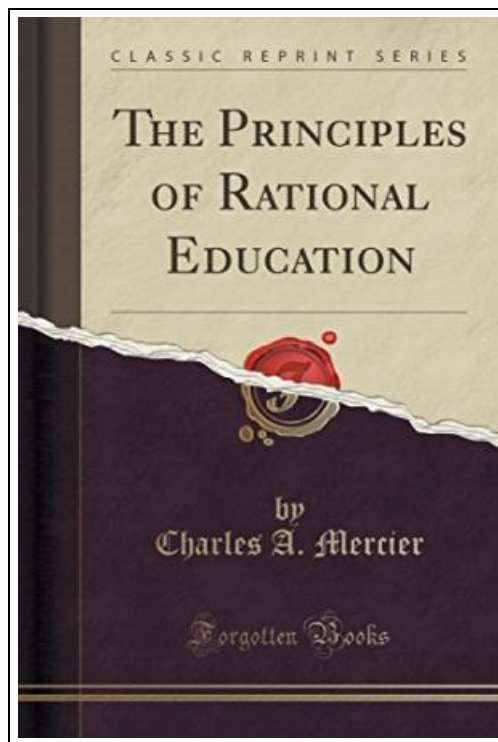 CLASSIC REPRINT SERIES
THE PRINCIPLES
OF RATIONAL
EDUCATION
F
by
Charles A. Mercier
Forgotten Books